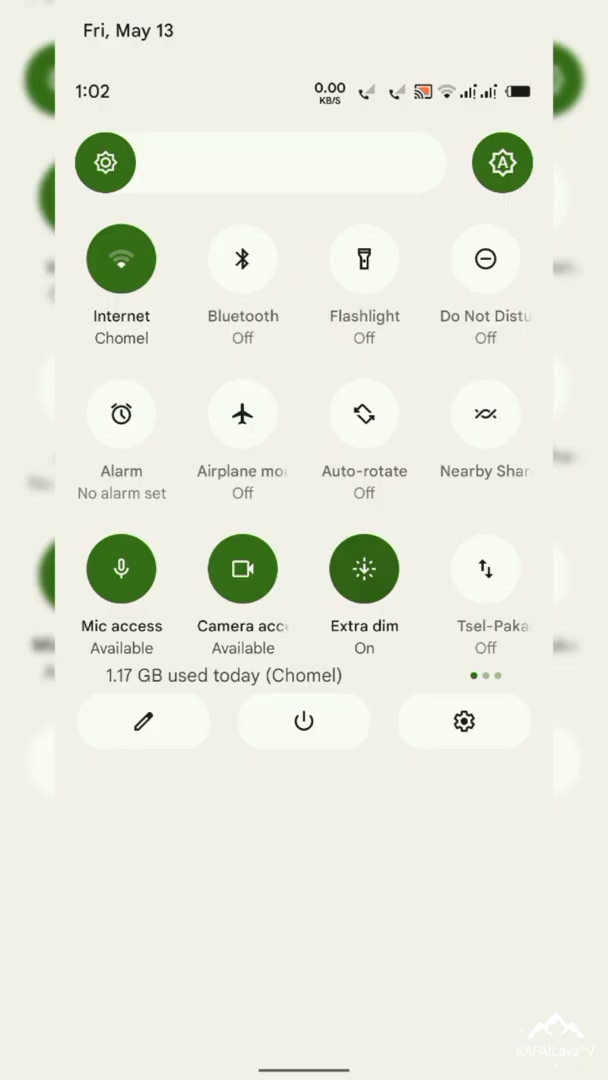 Fri, May 13
1:02
0.00
KB/S
A
Internet
Chomel
Bluetooth
Off
Flashlight
Off
Do Not Distu
Off
Alarm
No alarm set
Airplane mo
Off
Auto-rotate
Off
Nearby Shar
Mic access
Available
Camera acce
Available
Extra dim
On
Tsel-Paka
Off
1.17 GB used today (Chomel)
KAFAILavaTV